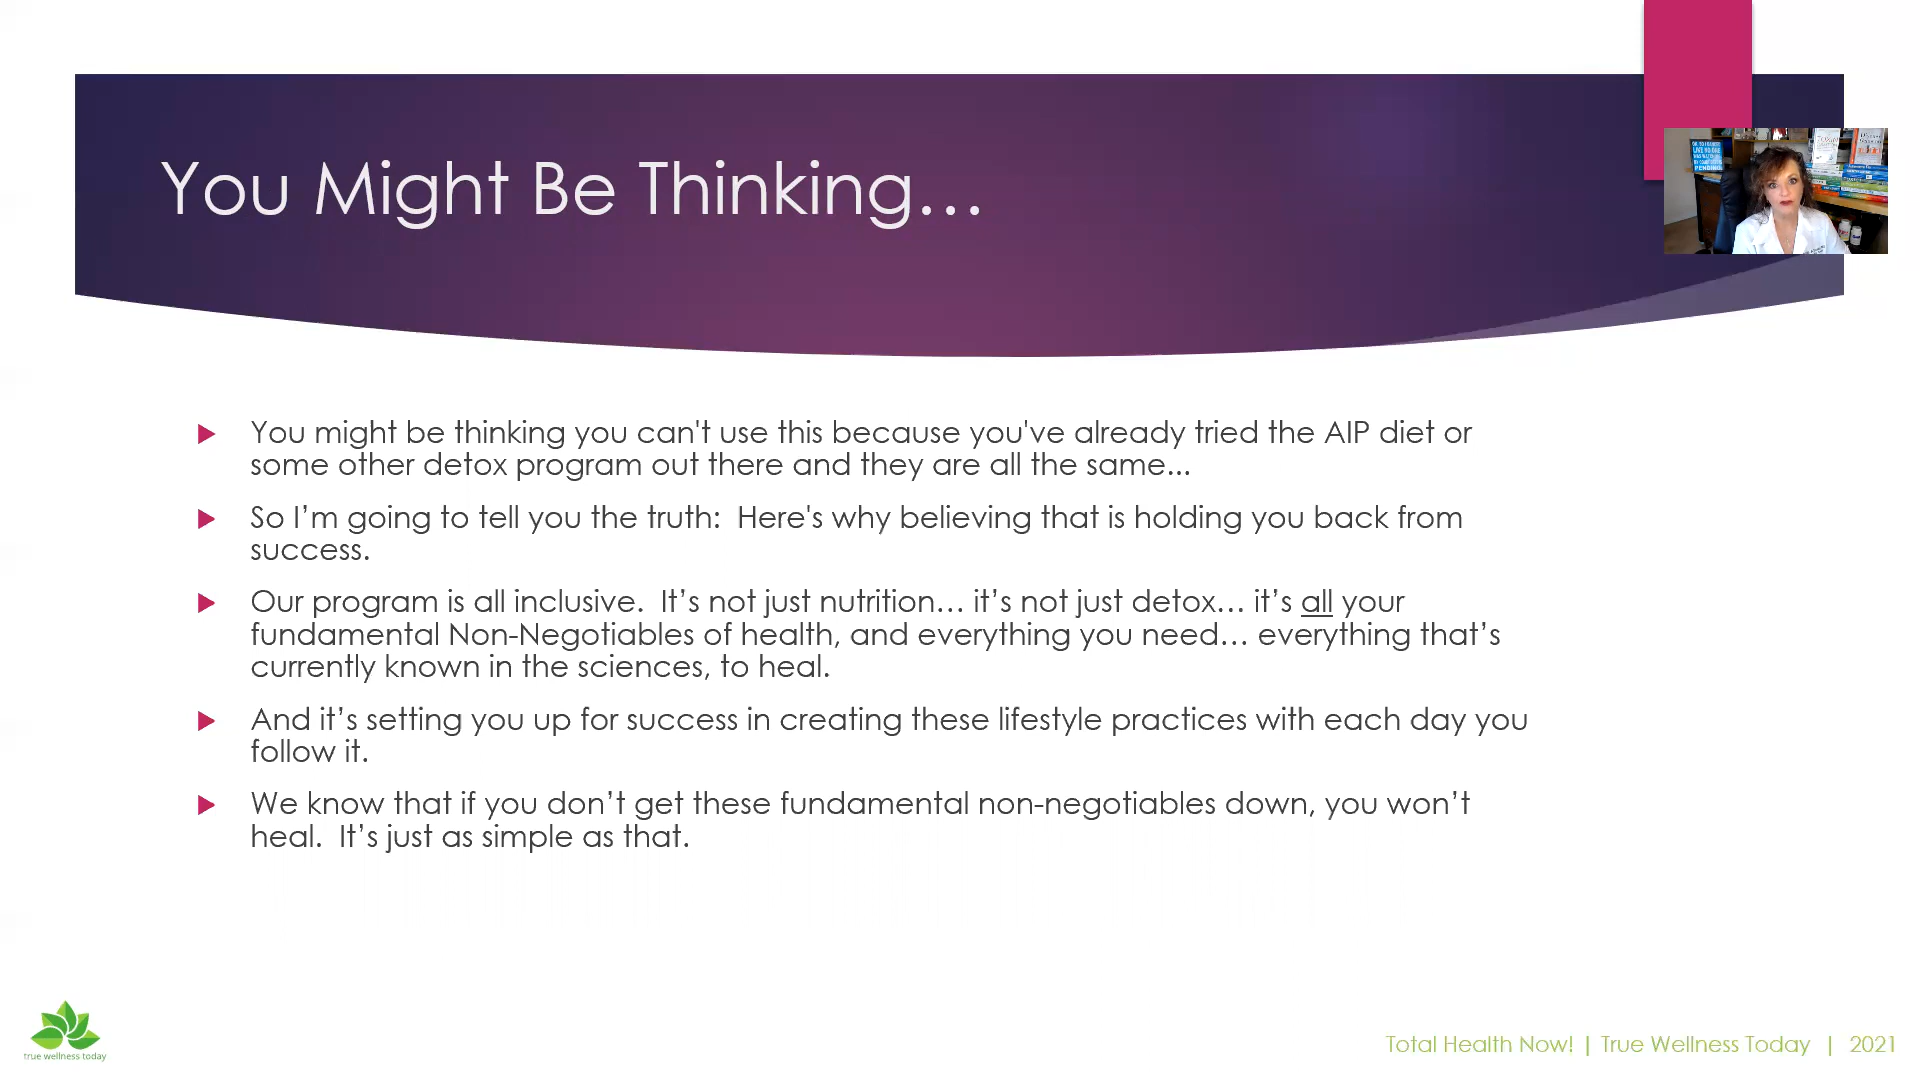 You Might Be Thinking…
You might be thinking you can't use this because you've already tried the AIP diet or
some other detox program out there and they are all the same...
So I’m going to tell you the truth:  Here's why believing that is holding you back from
success.
Our program is all inclusive.  It’s not just nutrition… it’s not just detox… it’s all your
fundamental Non-Negotiables of health, and everything you need… everything that’s
currently known in the sciences, to heal.
And it’s setting you up for success in creating these lifestyle practices with each day you
follow it.
We know that if you don’t get these fundamental non-negotiables down, you won’t
heal.  It’s just as simple as that.
true wellness today
Total Health Now! | True Wellness Today  |  2021